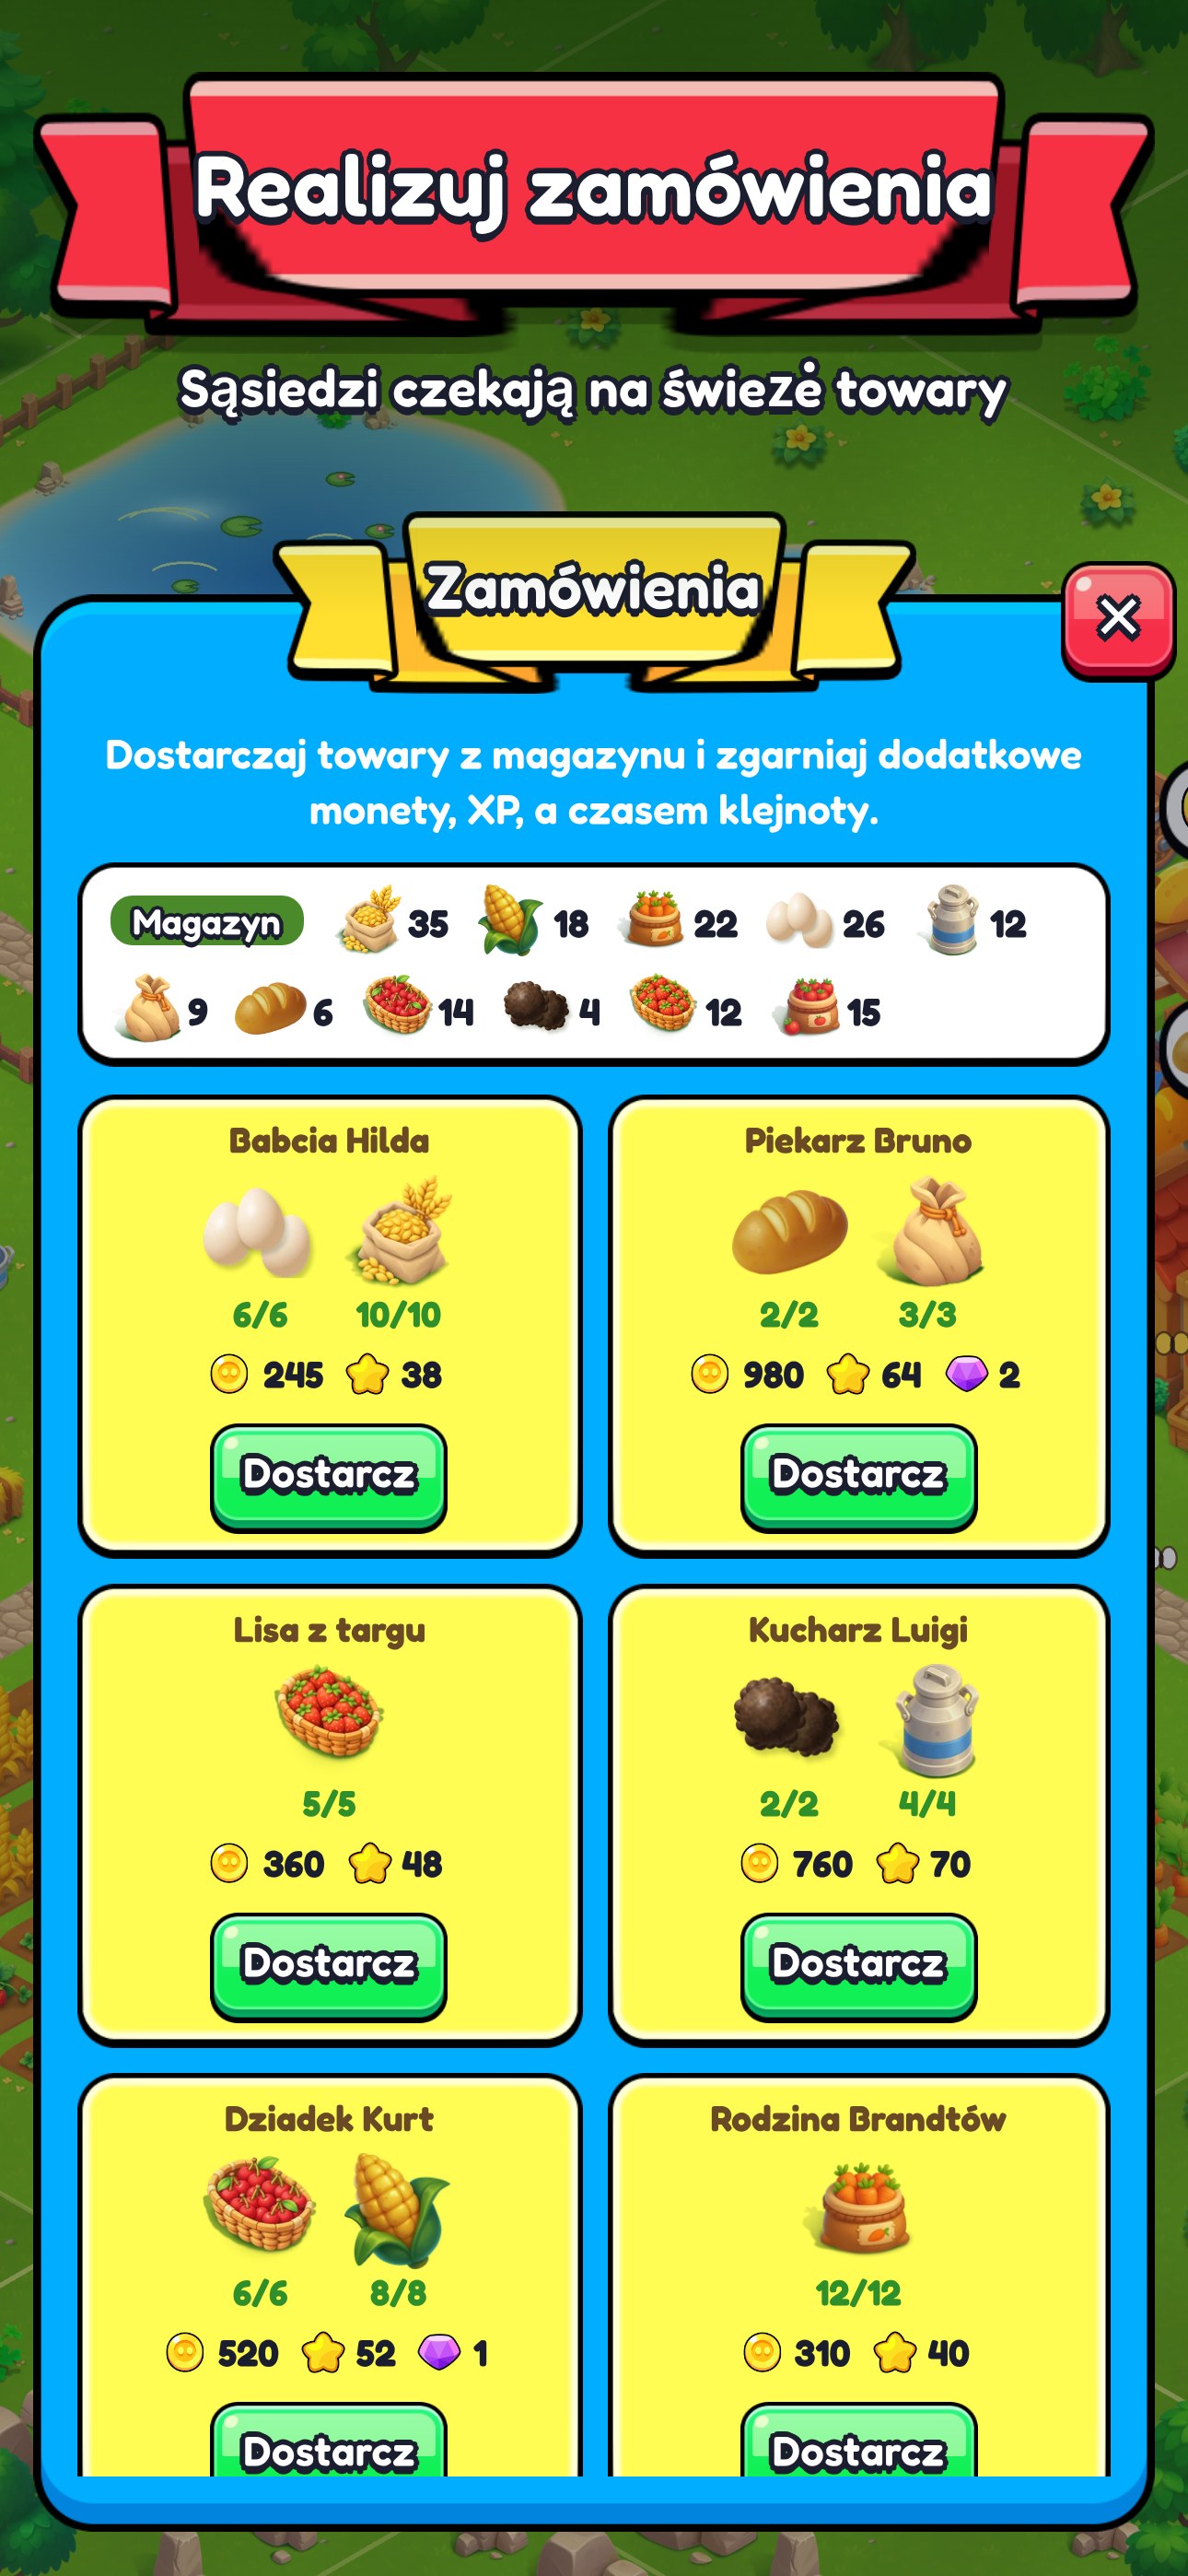 Realizuj zamówienia
Sąsiedzi czekają na świeże towary
Zamówienia
Dostarczaj towary z magazynu i zgarniaj dodatkowe
monety, XP, a czasem klejnoty.
Magazyn 35 18 22 26 12
9 6 14 4 12 15
Babcia Hilda
6/6 10/10
245 38
Dostarcz
Piekarz Bruno
2/2 3/3
980 64 2
Dostarcz
Lisa z targu
5/5
360 48
Dostarcz
Kucharz Luigi
2/2 4/4
760 70
Dostarcz
Dziadek Kurt
6/6 8/8
520 52 1
Dostarcz
Rodzina Brandtów
12/12
310 40
Dostarcz